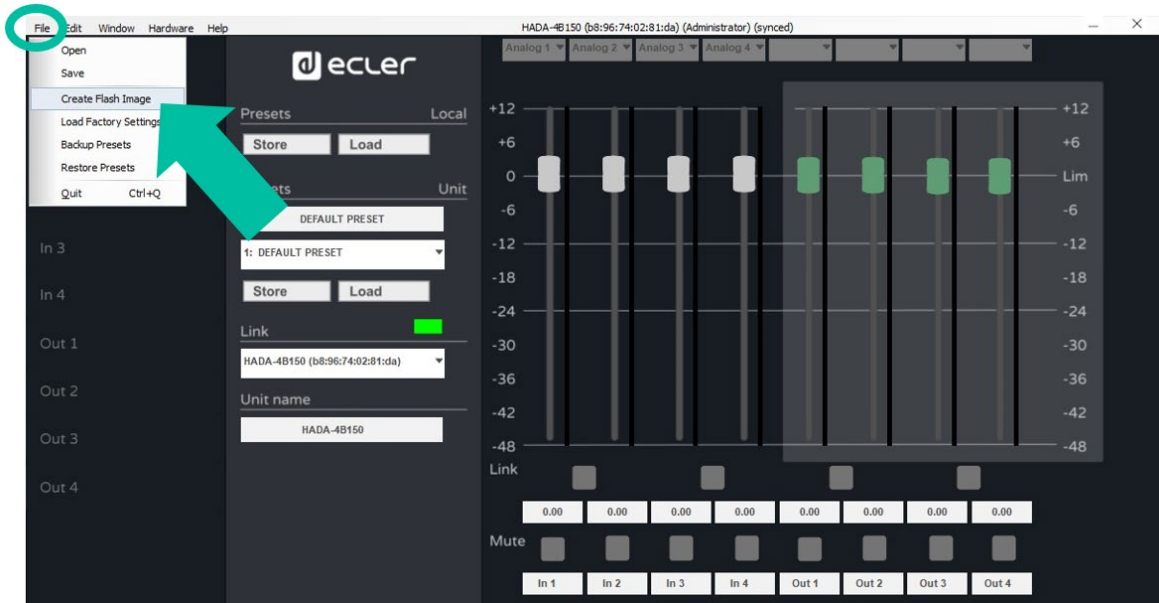 File Edit Window Hardware Help HADA-4B150 (b8:96:74:02:81:da) (Administrator) (synced)
Open
Save
Create Flash Image
Load Factory Settings
Backup Presets
Restore Presets
Quit Ctrl+Q
In 3
In 4
Out 1
Out 2
Out 3
Out 4
ecler
Presets Local
Store Load
Unit
DEFAULT PRESET
1: DEFAULT PRESET
Store Load
Link
HADA-4B150 (b8:96:74:02:81:da)
Unit name
HADA-4B150
Analog 1 Analog 2 Analog 3 Analog 4
+12 +12
+6 +6
0 Lim
-6 -6
-12 -12
-18 -18
-24 -24
-30 -30
-36 -36
-42 -42
-48 -48
Link
0.00 0.00 0.00 0.00 0.00 0.00 0.00 0.00
Mute
In 1 In 2 In 3 In 4 Out 1 Out 2 Out 3 Out 4